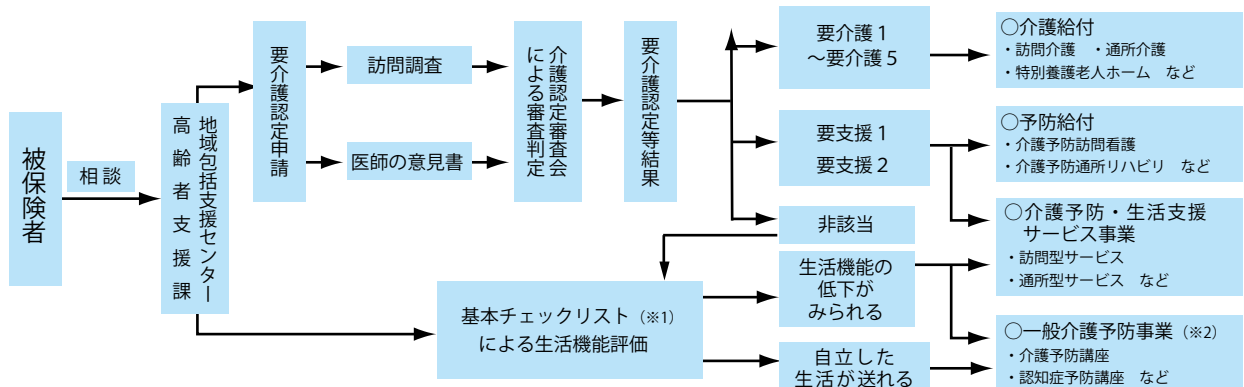 被保険者
相談
地域包括支援センター
高齢者支援課
要介護認定申請
訪問調査
医師の意見書
介護認定審査会
による審査判定
要介護認定等結果
要介護１
～要介護５
要支援１
要支援２
非該当
基本チェックリスト（※1）
による生活機能評価
生活機能の
低下が
みられる
自立した
生活が送れる
○介護給付
・訪問介護　・通所介護
・特別養護老人ホーム　など
○予防給付
・介護予防訪問看護
・介護予防通所リハビリ　など
○介護予防・生活支援
サービス事業
・訪問型サービス
・通所型サービス　など
○一般介護予防事業（※2）
・介護予防講座
・認知症予防講座　など